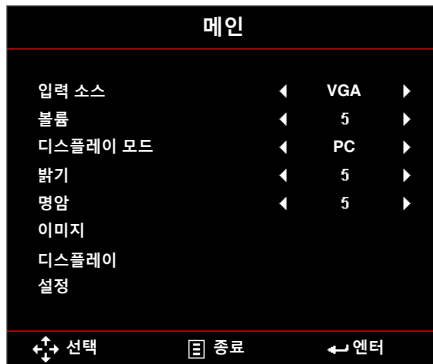 메인
입력 소스 VGA
볼륨 5
디스플레이 모드 PC
밝기 5
명암 5
이미지
디스플레이
설정
선택 종료 엔터